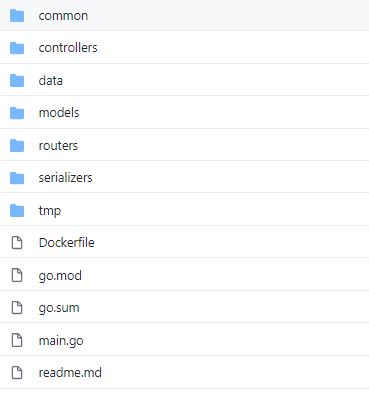 common
controllers
data
models
routers
serializers
tmp
Dockerfile
go.mod
go.sum
main.go
readme.md